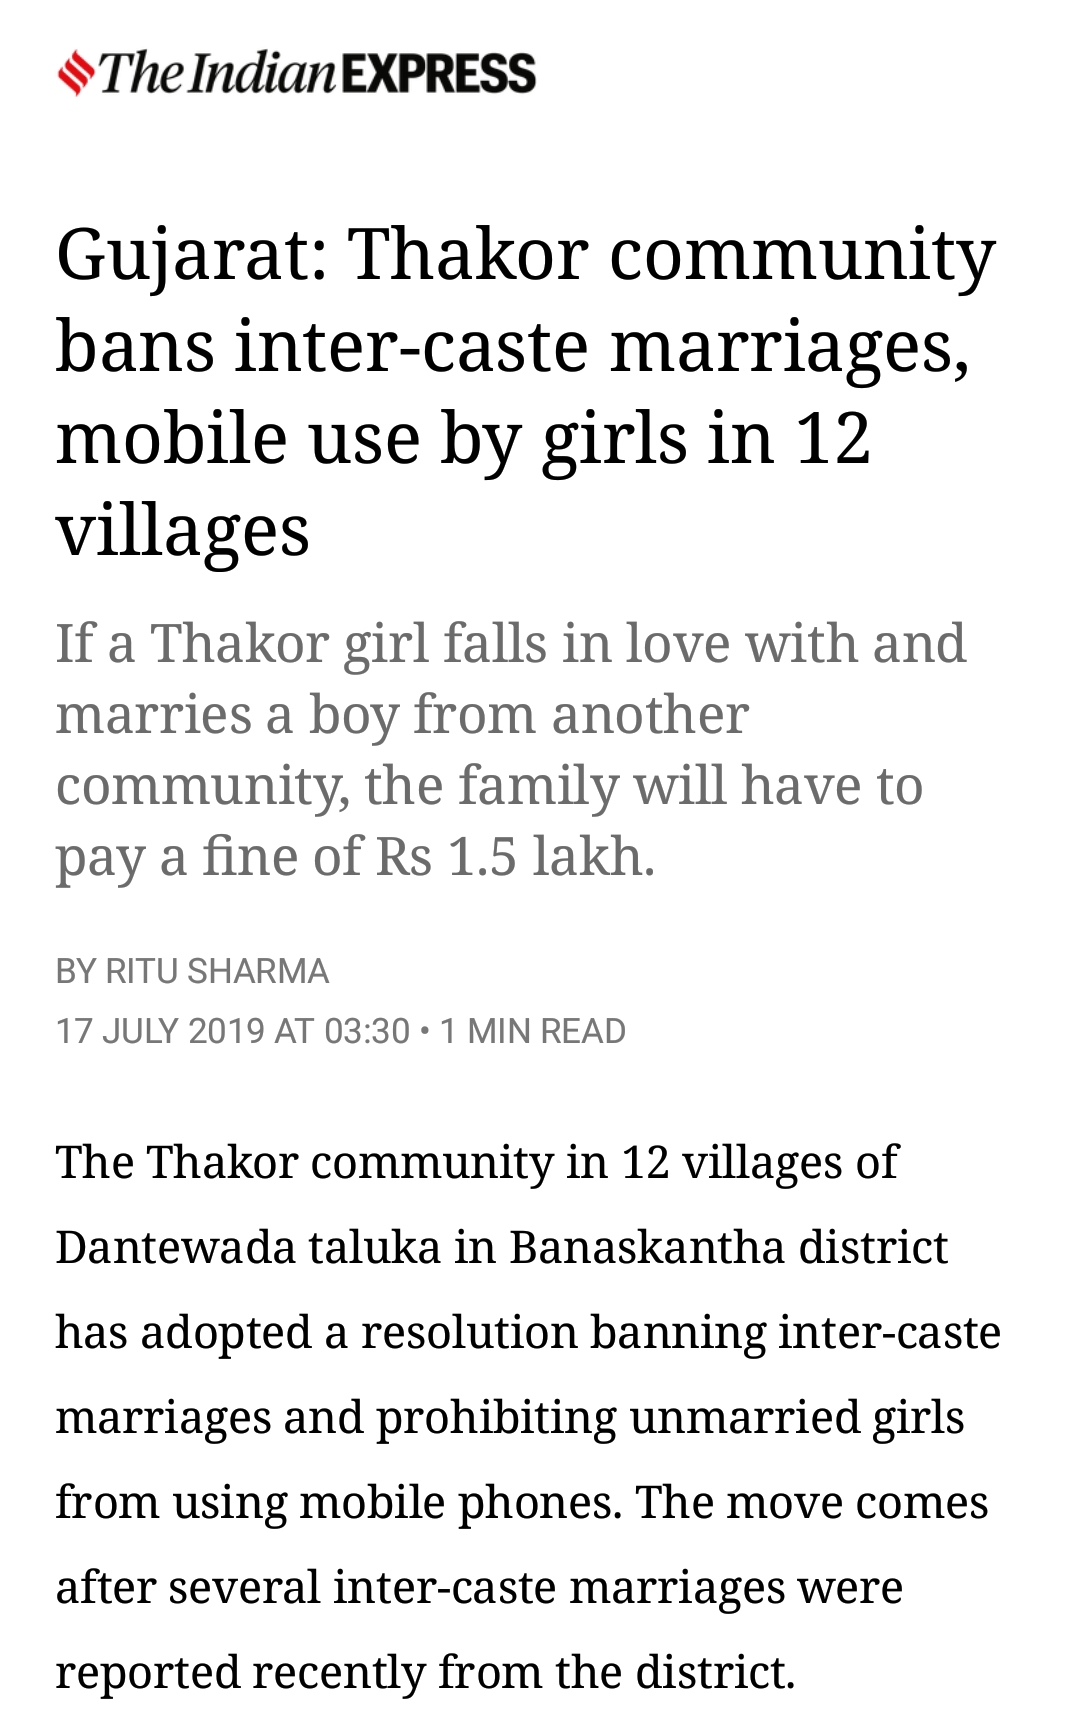 The Indian EXPRESS
Gujarat: Thakor community
bans inter-caste marriages,
mobile use by girls in 12
villages
If a Thakor girl falls in love with and
marries a boy from another
community, the family will have to
pay a fine of Rs 1.5 lakh.
BY RITU SHARMA
17 JULY 2019 AT 03:30 • 1 MIN READ
The Thakor community in 12 villages of
Dantewada taluka in Banaskantha district
has adopted a resolution banning inter-caste
marriages and prohibiting unmarried girls
from using mobile phones. The move comes
after several inter-caste marriages were
reported recently from the district.